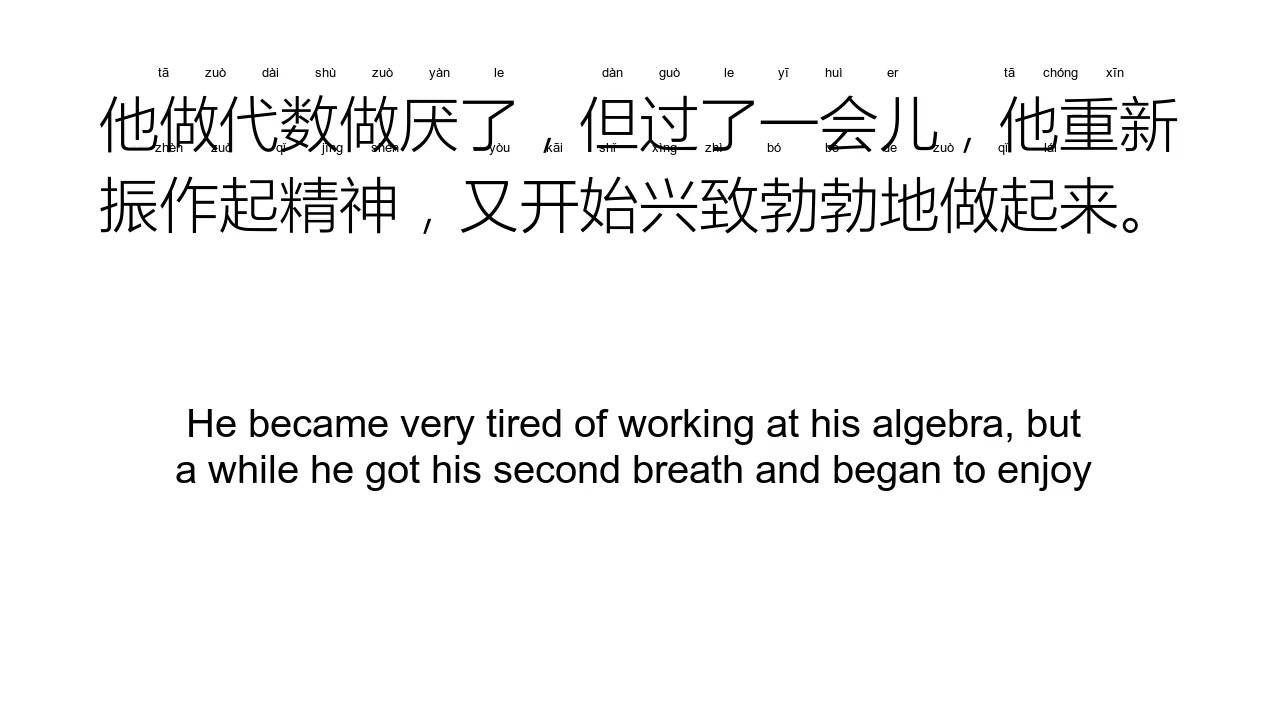 tā zuò dài shù zuò yàn le dàn guò le yī huì er tā chóng xīn
他做代数做厌了，但过了一会儿，他重新
zhèn zuò qǐ jīng shén yòu kāi shǐ xìng zhì bó bó de zuò qǐ lái
振作起精神，又开始兴致勃勃地做起来。
He became very tired of working at his algebra, but
a while he got his second breath and began to enjoy